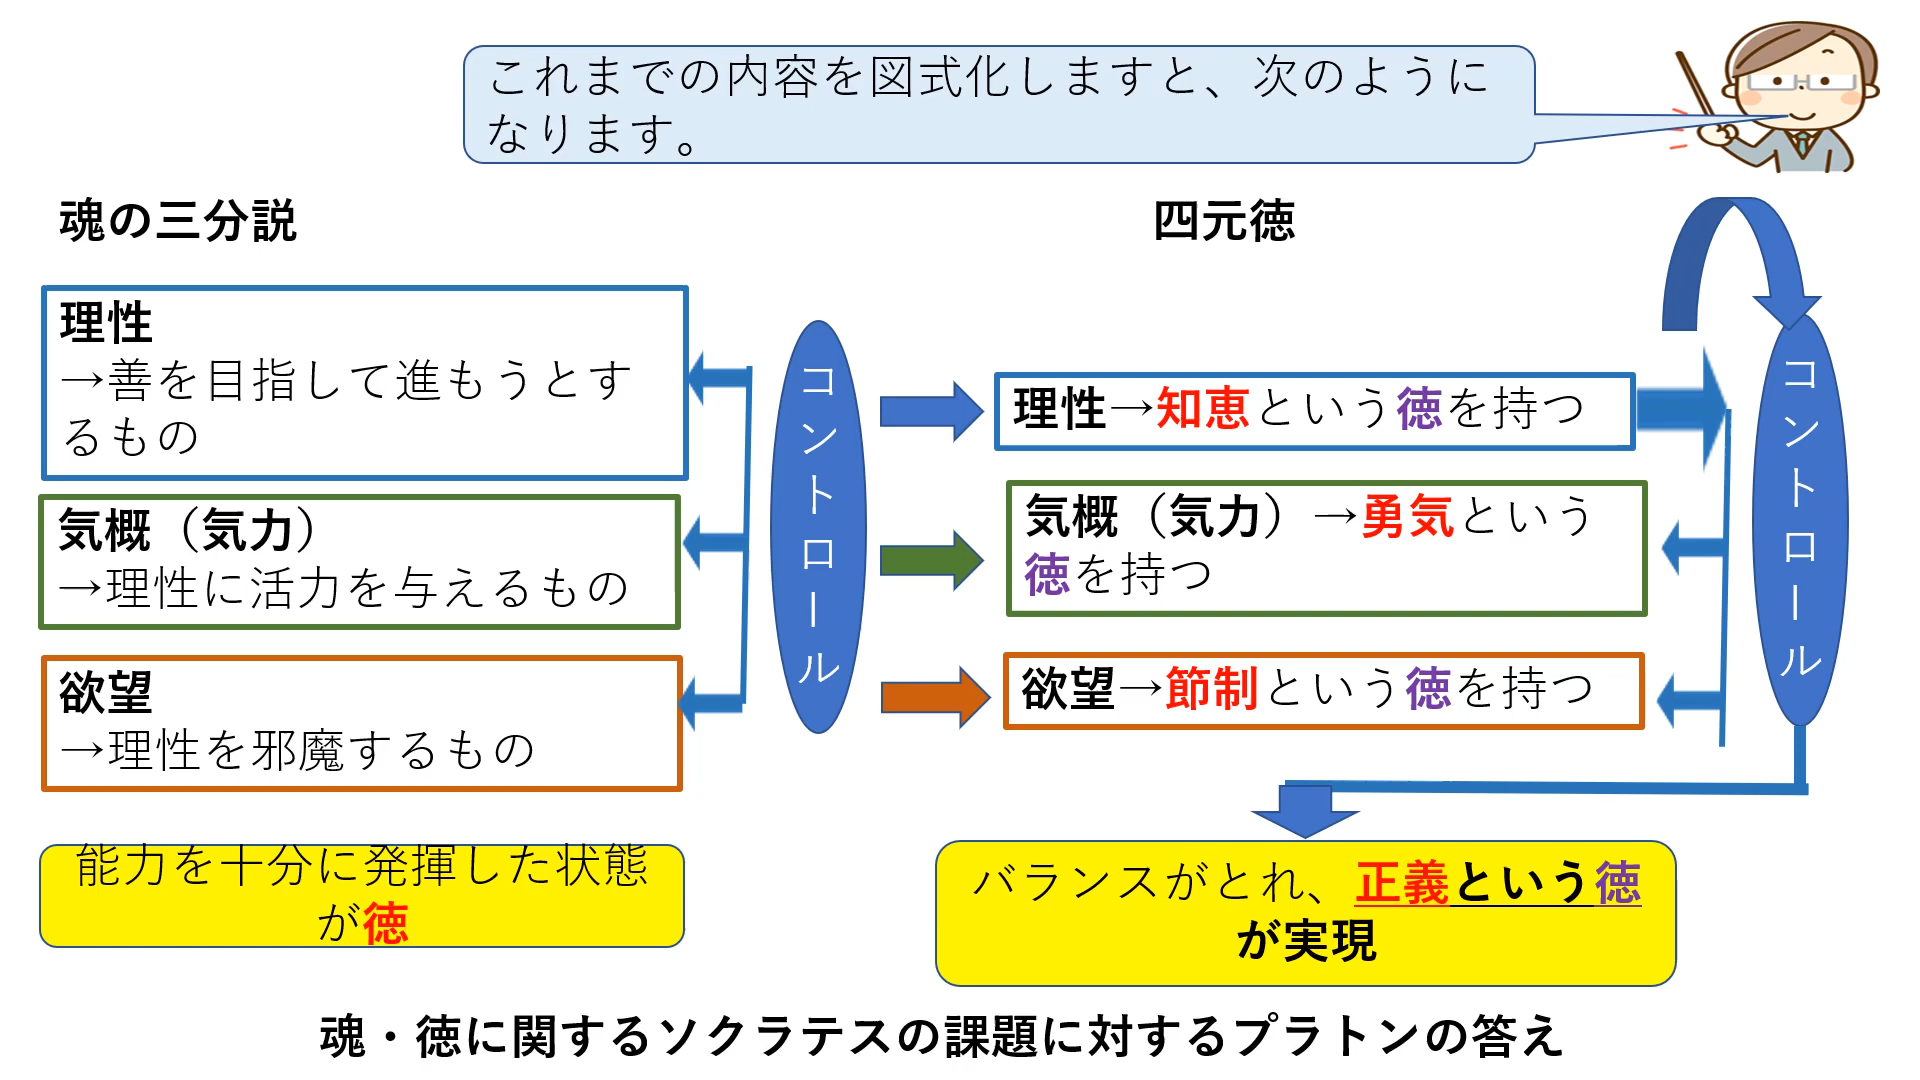 これまでの内容を図式化しますと、次のように
なります。
魂の三分説
理性
→善を目指して進もうとす
るもの
気概（気力）
→理性に活力を与えるもの
欲望
→理性を邪魔するもの
能力を十分に発揮した状態
が徳
コントロール
四元徳
理性→知恵という徳を持つ
気概（気力）→勇気という
徳を持つ
欲望→節制という徳を持つ
コントロール
バランスがとれ、正義という徳
が実現
魂・徳に関するソクラテスの課題に対するプラトンの答え